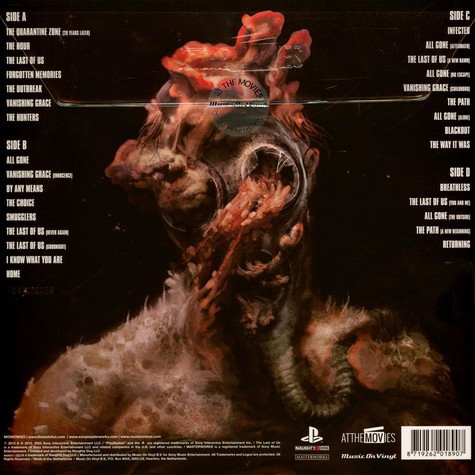 SIDE A
THE QUARANTINE ZONE (20 YEARS LATER)
THE HOUR
THE LAST OF US
FORGOTTEN MEMORIES
THE OUTBREAK
VANISHING GRACE
THE HUNTERS
SIDE B
ALL GONE
VANISHING GRACE (INNOCENCE)
BY ANY MEANS
THE CHOICE
SMUGGLERS
THE LAST OF US (NEVER AGAIN)
THE LAST OF US (GOODNIGHT)
I KNOW WHAT YOU ARE
HOME
SIDE C
INFECTED
ALL GONE (AFTERMATH)
THE LAST OF US (A NEW DAWN)
ALL GONE (NO ESCAPE)
VANISHING GRACE (CHILDHOOD)
THE PATH
ALL GONE (ALONE)
BLACKOUT
THE WAY IT WAS
SIDE D
BREATHLESS
THE LAST OF US (YOU AND ME)
ALL GONE (THE OUTSIDE)
THE PATH (A NEW BEGINNING)
RETURNING
AT THE MOVIES
NAUGHTY DOG
MASTERWORKS
AT THE MOVIES
Music On Vinyl
8 719262 018907